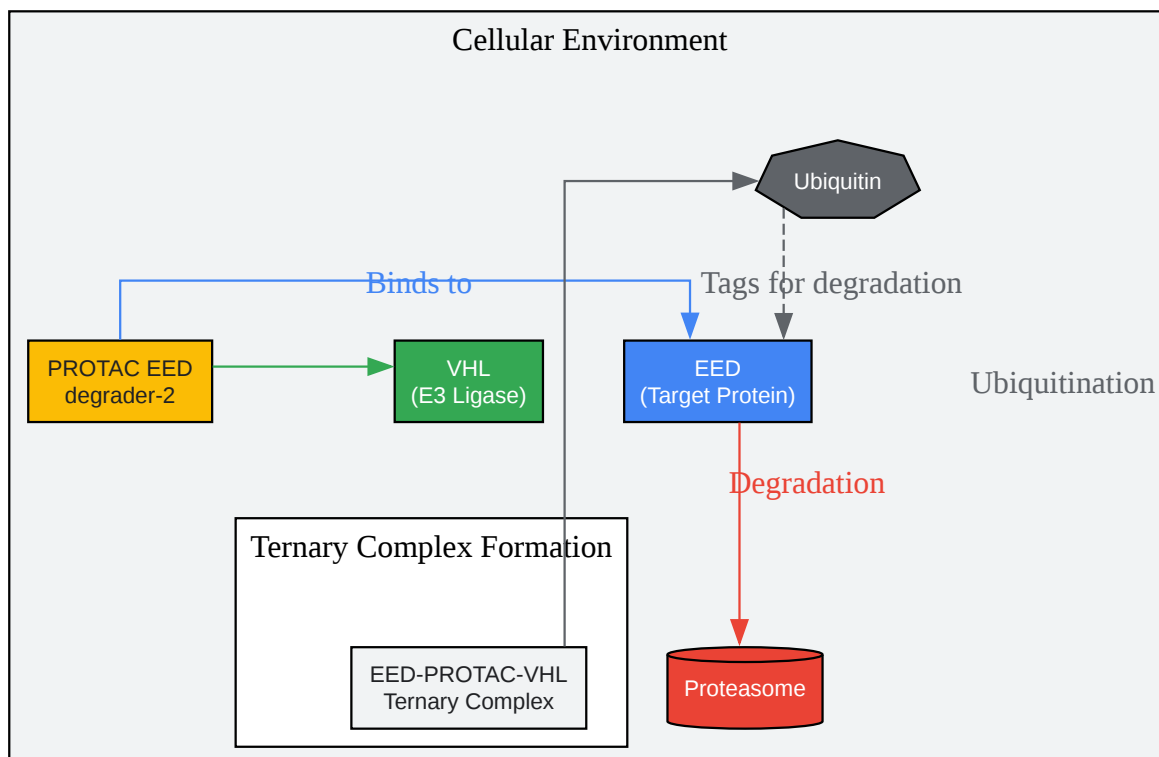 Cellular Environment
Ubiquitin
Binds to
Tags for degradation
PROTAC EED
degrader-2
VHL
(E3 Ligase)
EED
(Target Protein)
Ubiquitination
Degradation
Ternary Complex Formation
EED-PROTAC-VHL
Ternary Complex
Proteasome